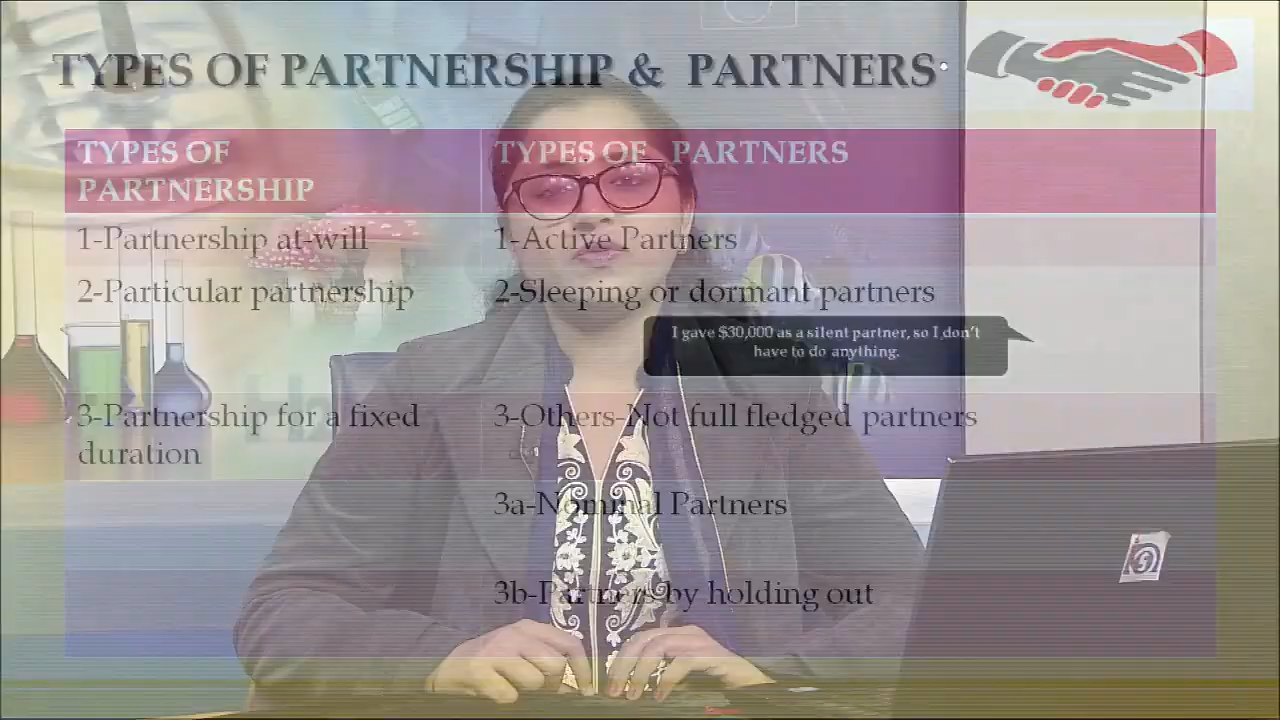 TYPES OF PARTNERSHIP & PARTNERS
TYPES OF
PARTNERSHIP
TYPES OF PARTNERS
1-Partnership at-will
1-Active Partners
2-Particular partnership
2-Sleeping or dormant partners
I gave $30,000 as a silent partner, so I don't
have to do anything.
3-Partnership for a fixed
duration
3-Others-Not full fledged partners
3a-Nominal Partners
3b-Partners by holding out